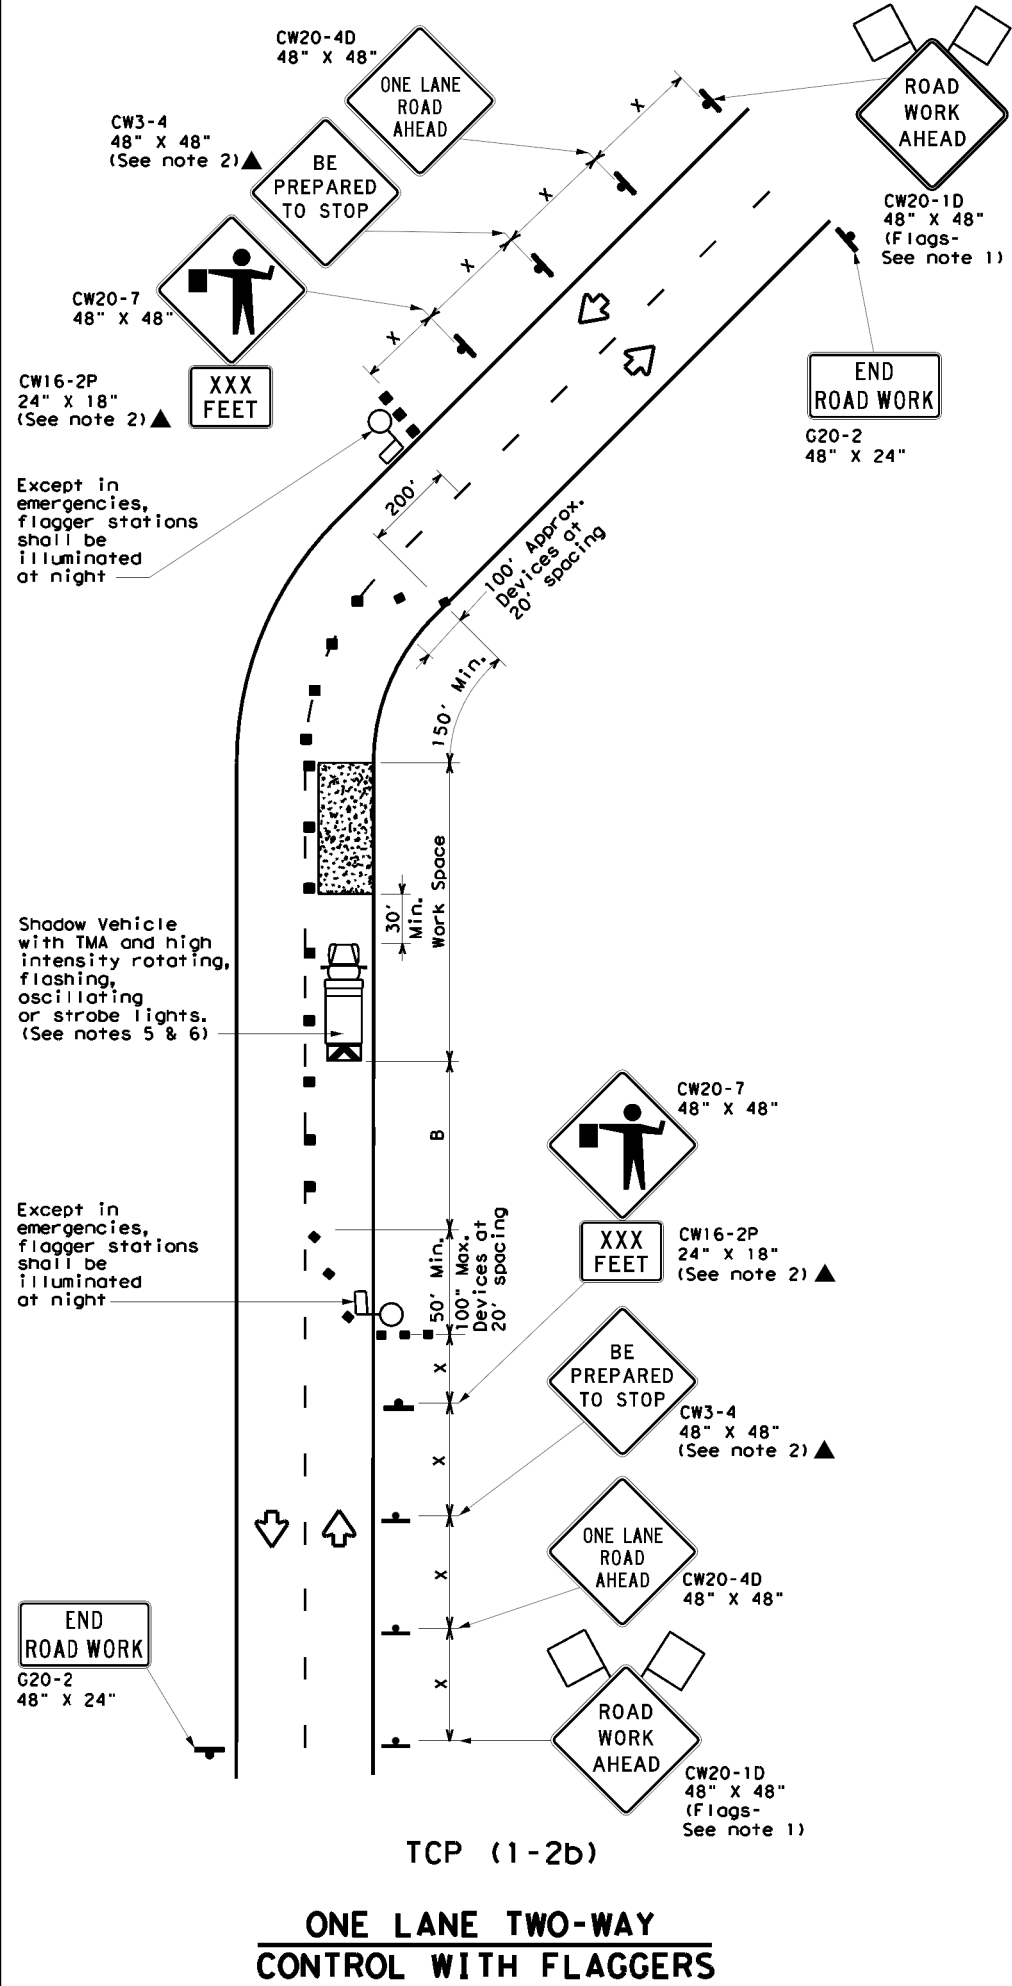 CW20-4D
48" X 48"
ONE LANE
ROAD
AHEAD
ROAD
WORK
AHEAD
CW20-1D
48" X 48"
(Flags-
See note 1)
CW3-4
48" X 48"
(See note 2)▲
BE
PREPARED
TO STOP
X
X
X
X
CW20-7
48" X 48"
CW16-2P
24" X 18"
(See note 2)▲
XXX
FEET
END
ROAD WORK
G20-2
48" X 24"
Except in
emergencies,
flagger stations
shall be
illuminated
at night
200'
100' Approx.
Devices at
20' spacing
150' Min.
Work Space
30'
Min.
Shadow Vehicle
with TMA and high
intensity rotating,
flashing,
oscillating
or strobe lights.
(See notes 5 & 6)
B
CW20-7
48" X 48"
XXX
FEET
CW16-2P
24" X 18"
(See note 2)▲
Except in
emergencies,
flagger stations
shall be
illuminated
at night
50' Min.
100" Max.
Devices at
20' spacing
X
X
X
X
BE
PREPARED
TO STOP
CW3-4
48" X 48"
(See note 2)▲
ONE LANE
ROAD
AHEAD
CW20-4D
48" X 48"
END
ROAD WORK
G20-2
48" X 24"
ROAD
WORK
AHEAD
CW20-1D
48" X 48"
(Flags-
See note 1)
TCP (1-2b)
ONE LANE TWO-WAY
CONTROL WITH FLAGGERS